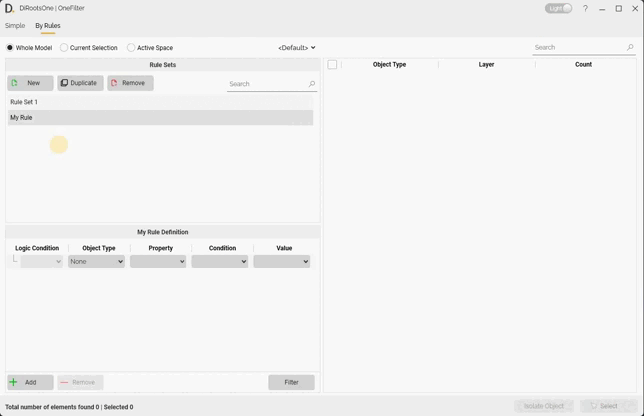 D. DiRootsOne | OneFilter
Light
?
Simple By Rules
Whole Model Current Selection Active Space <Default>
Search
Rule Sets
New Duplicate Remove Search
Rule Set 1
My Rule
Object Type Layer Count
My Rule Definition
Logic Condition Object Type Property Condition Value
None
Add Remove Filter
Total number of elements found 0 | Selected 0
Isolate Object Select